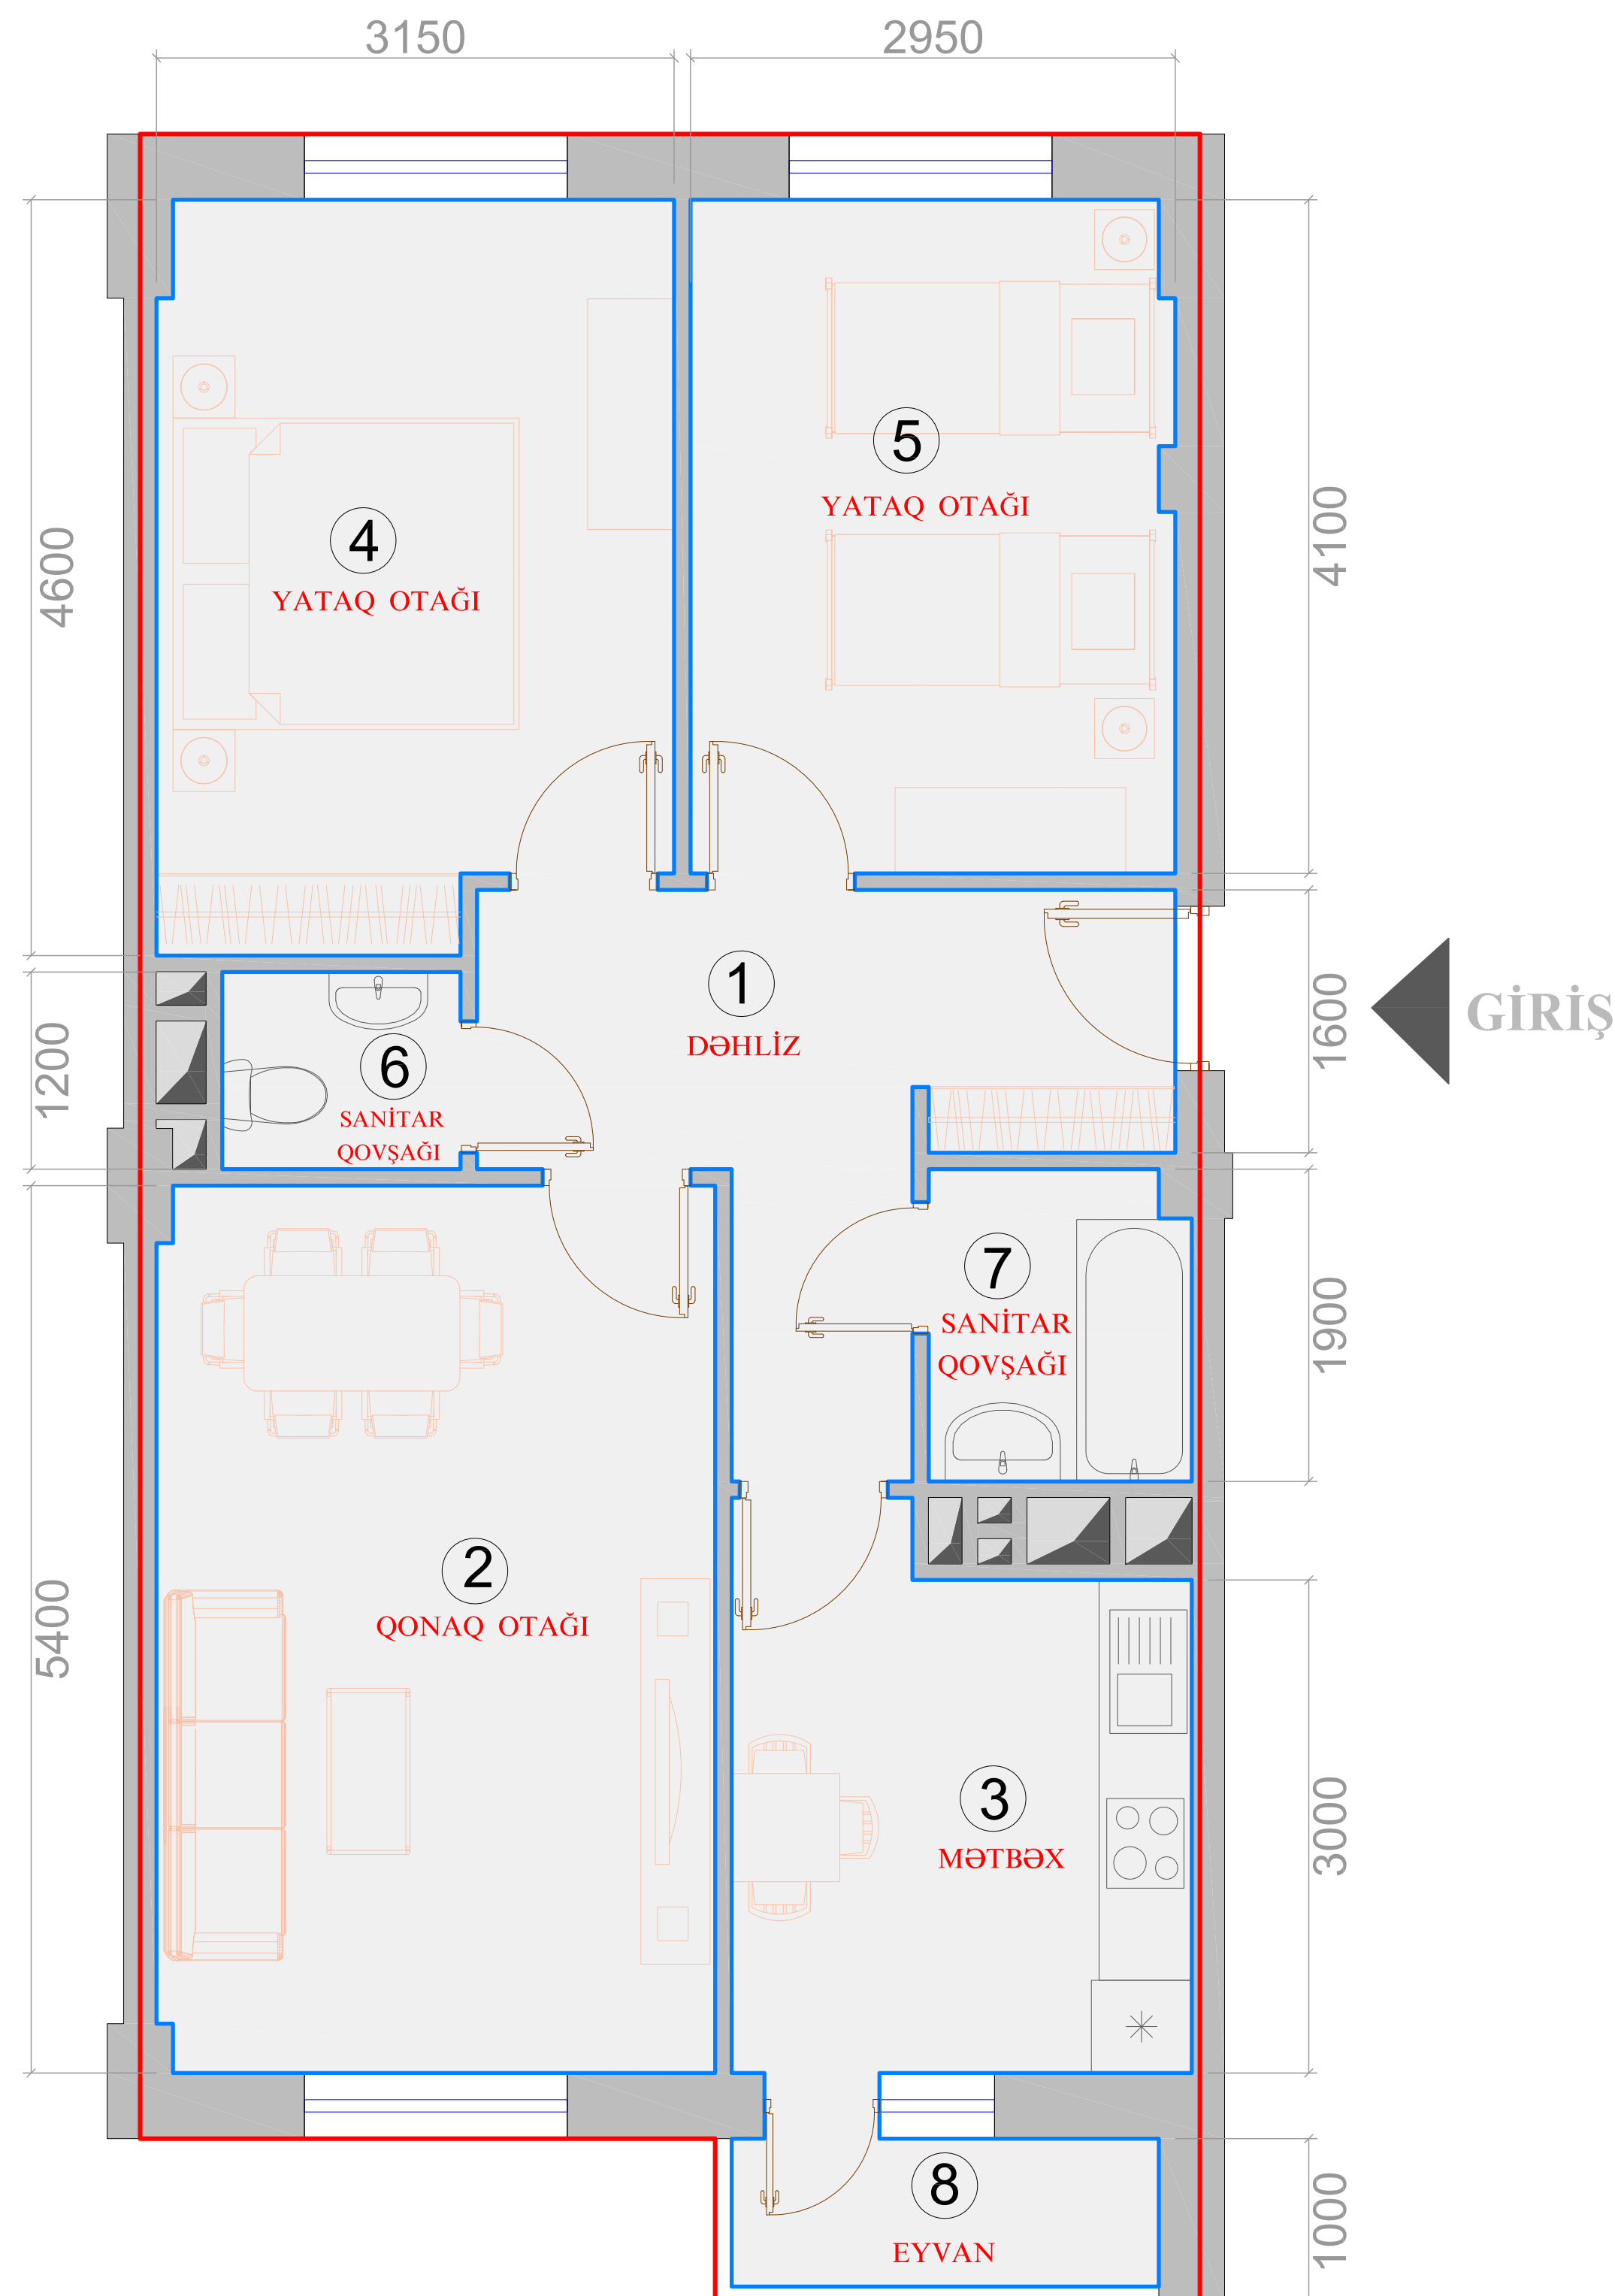 3150
2950
5
YATAQ OTAĞI
4
YATAQ OTAĞI
4600
4100
1
DƏHLİZ
1600
GİRİŞ
1200
6
SANİTAR
QOVŞAĞI
7
SANİTAR
QOVŞAĞI
1900
2
QONAQ OTAĞI
5400
3
MƏTBƏX
3000
8
EYVAN
1000